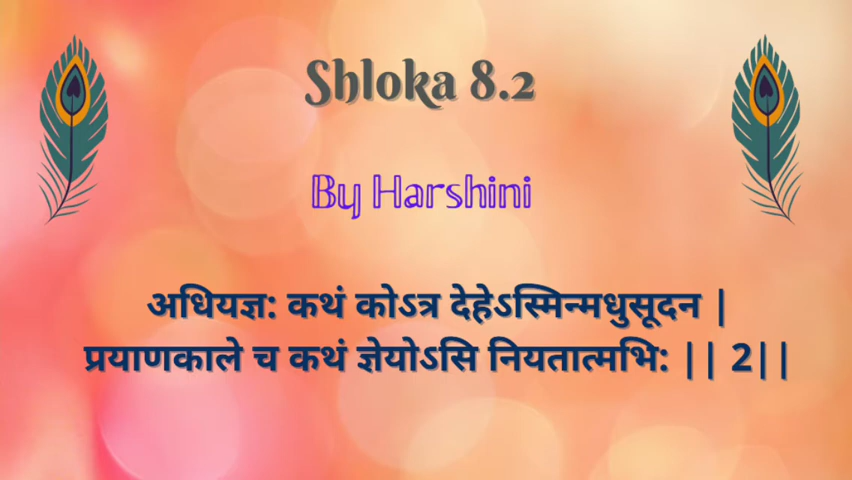 Shloka 8.2
By Harshini
अधियज्ञ: कथं कोऽत्र देहेऽस्मिन्मधुसूदन |
प्रयाणकाले च कथं ज्ञेयोऽसि नियतात्मभि: || 2||